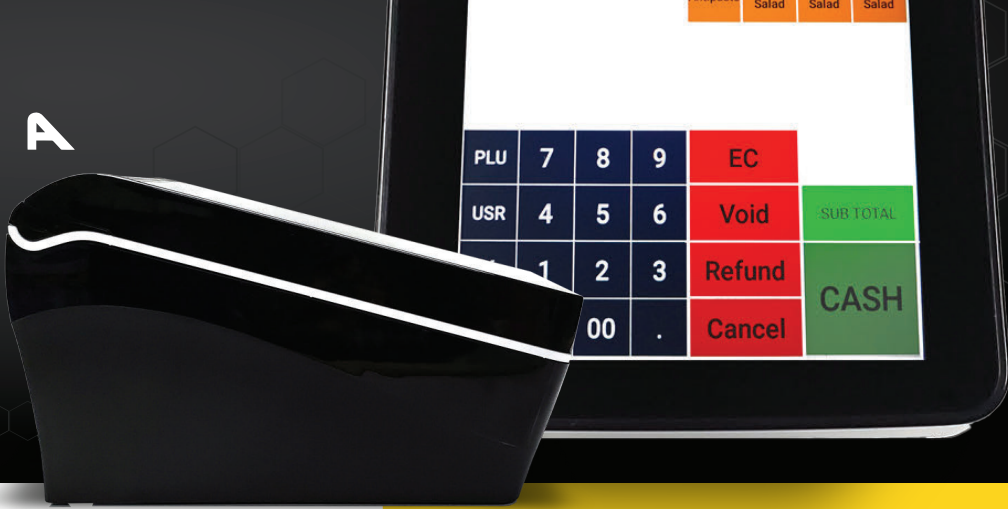 Salad Salad Salad
A
PLU 7 8 9 EC
USR 4 5 6 Void SUB TOTAL
1 2 3 Refund
CASH
00 . Cancel